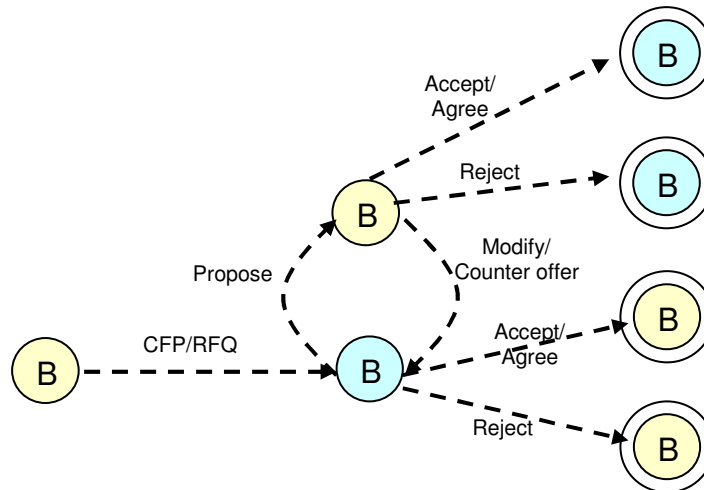 B
Accept/
Agree
Reject
B
B
Modify/
Counter offer
Propose
B
Accept/
Agree
CFP/RFQ
B
B
Reject
B